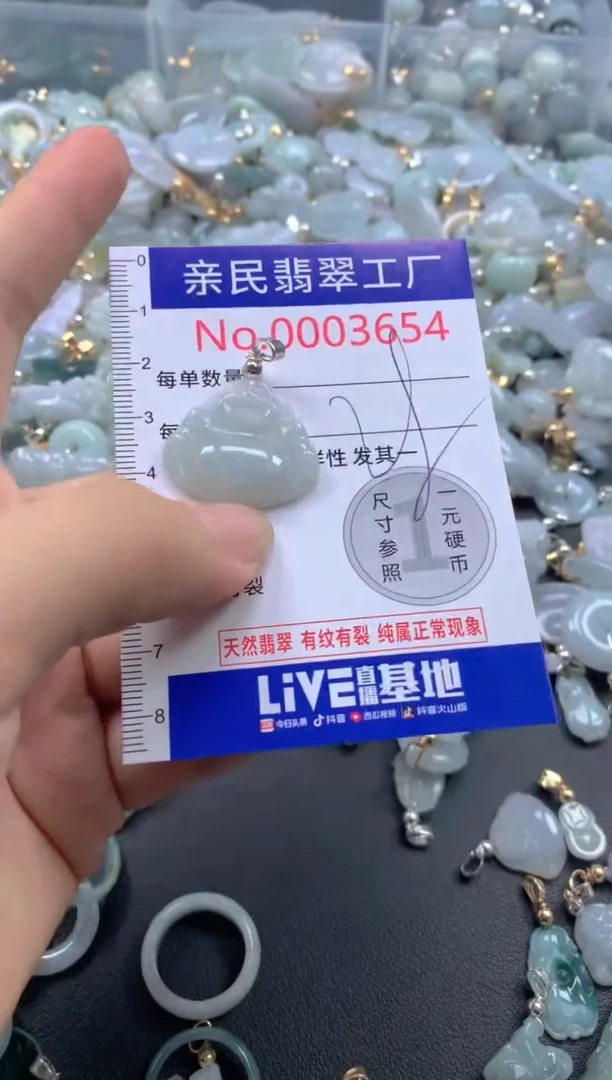 0
亲民翡翠工厂
1
No.0003654
2
每单数量
3
每
样性 发其一
4
尺寸参照
1
一元硬币
裂
天然翡翠 有纹有裂 纯属正常现象
7
LiVE直播基地
今日头条 抖音 西瓜视频 抖音火山版
8